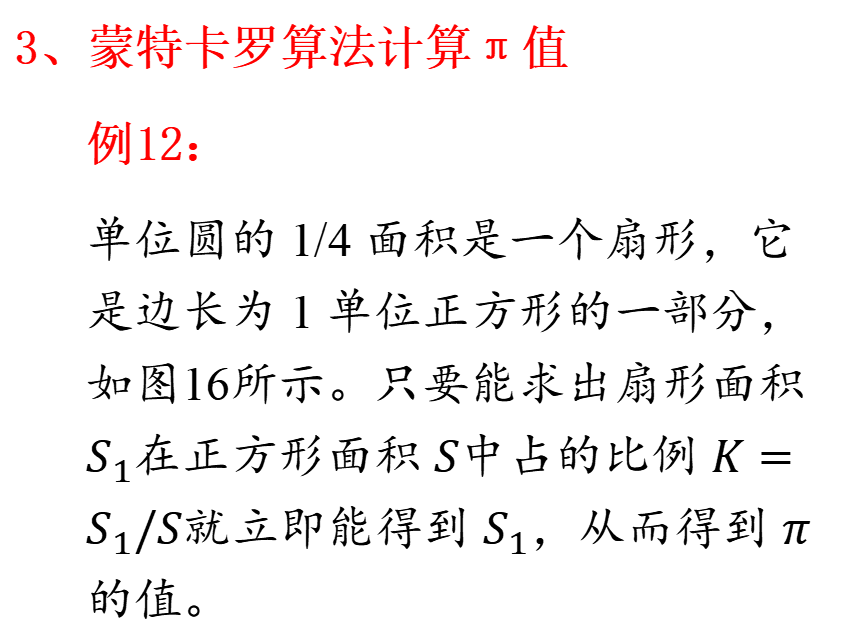 3、蒙特卡罗算法计算π值
例12：
单位圆的 1/4 面积是一个扇形，它
是边长为 1 单位正方形的一部分，
如图16所示。只要能求出扇形面积
S₁在正方形面积 S中占的比例 K =
S₁/S就立即能得到 S₁，从而得到 π
的值。